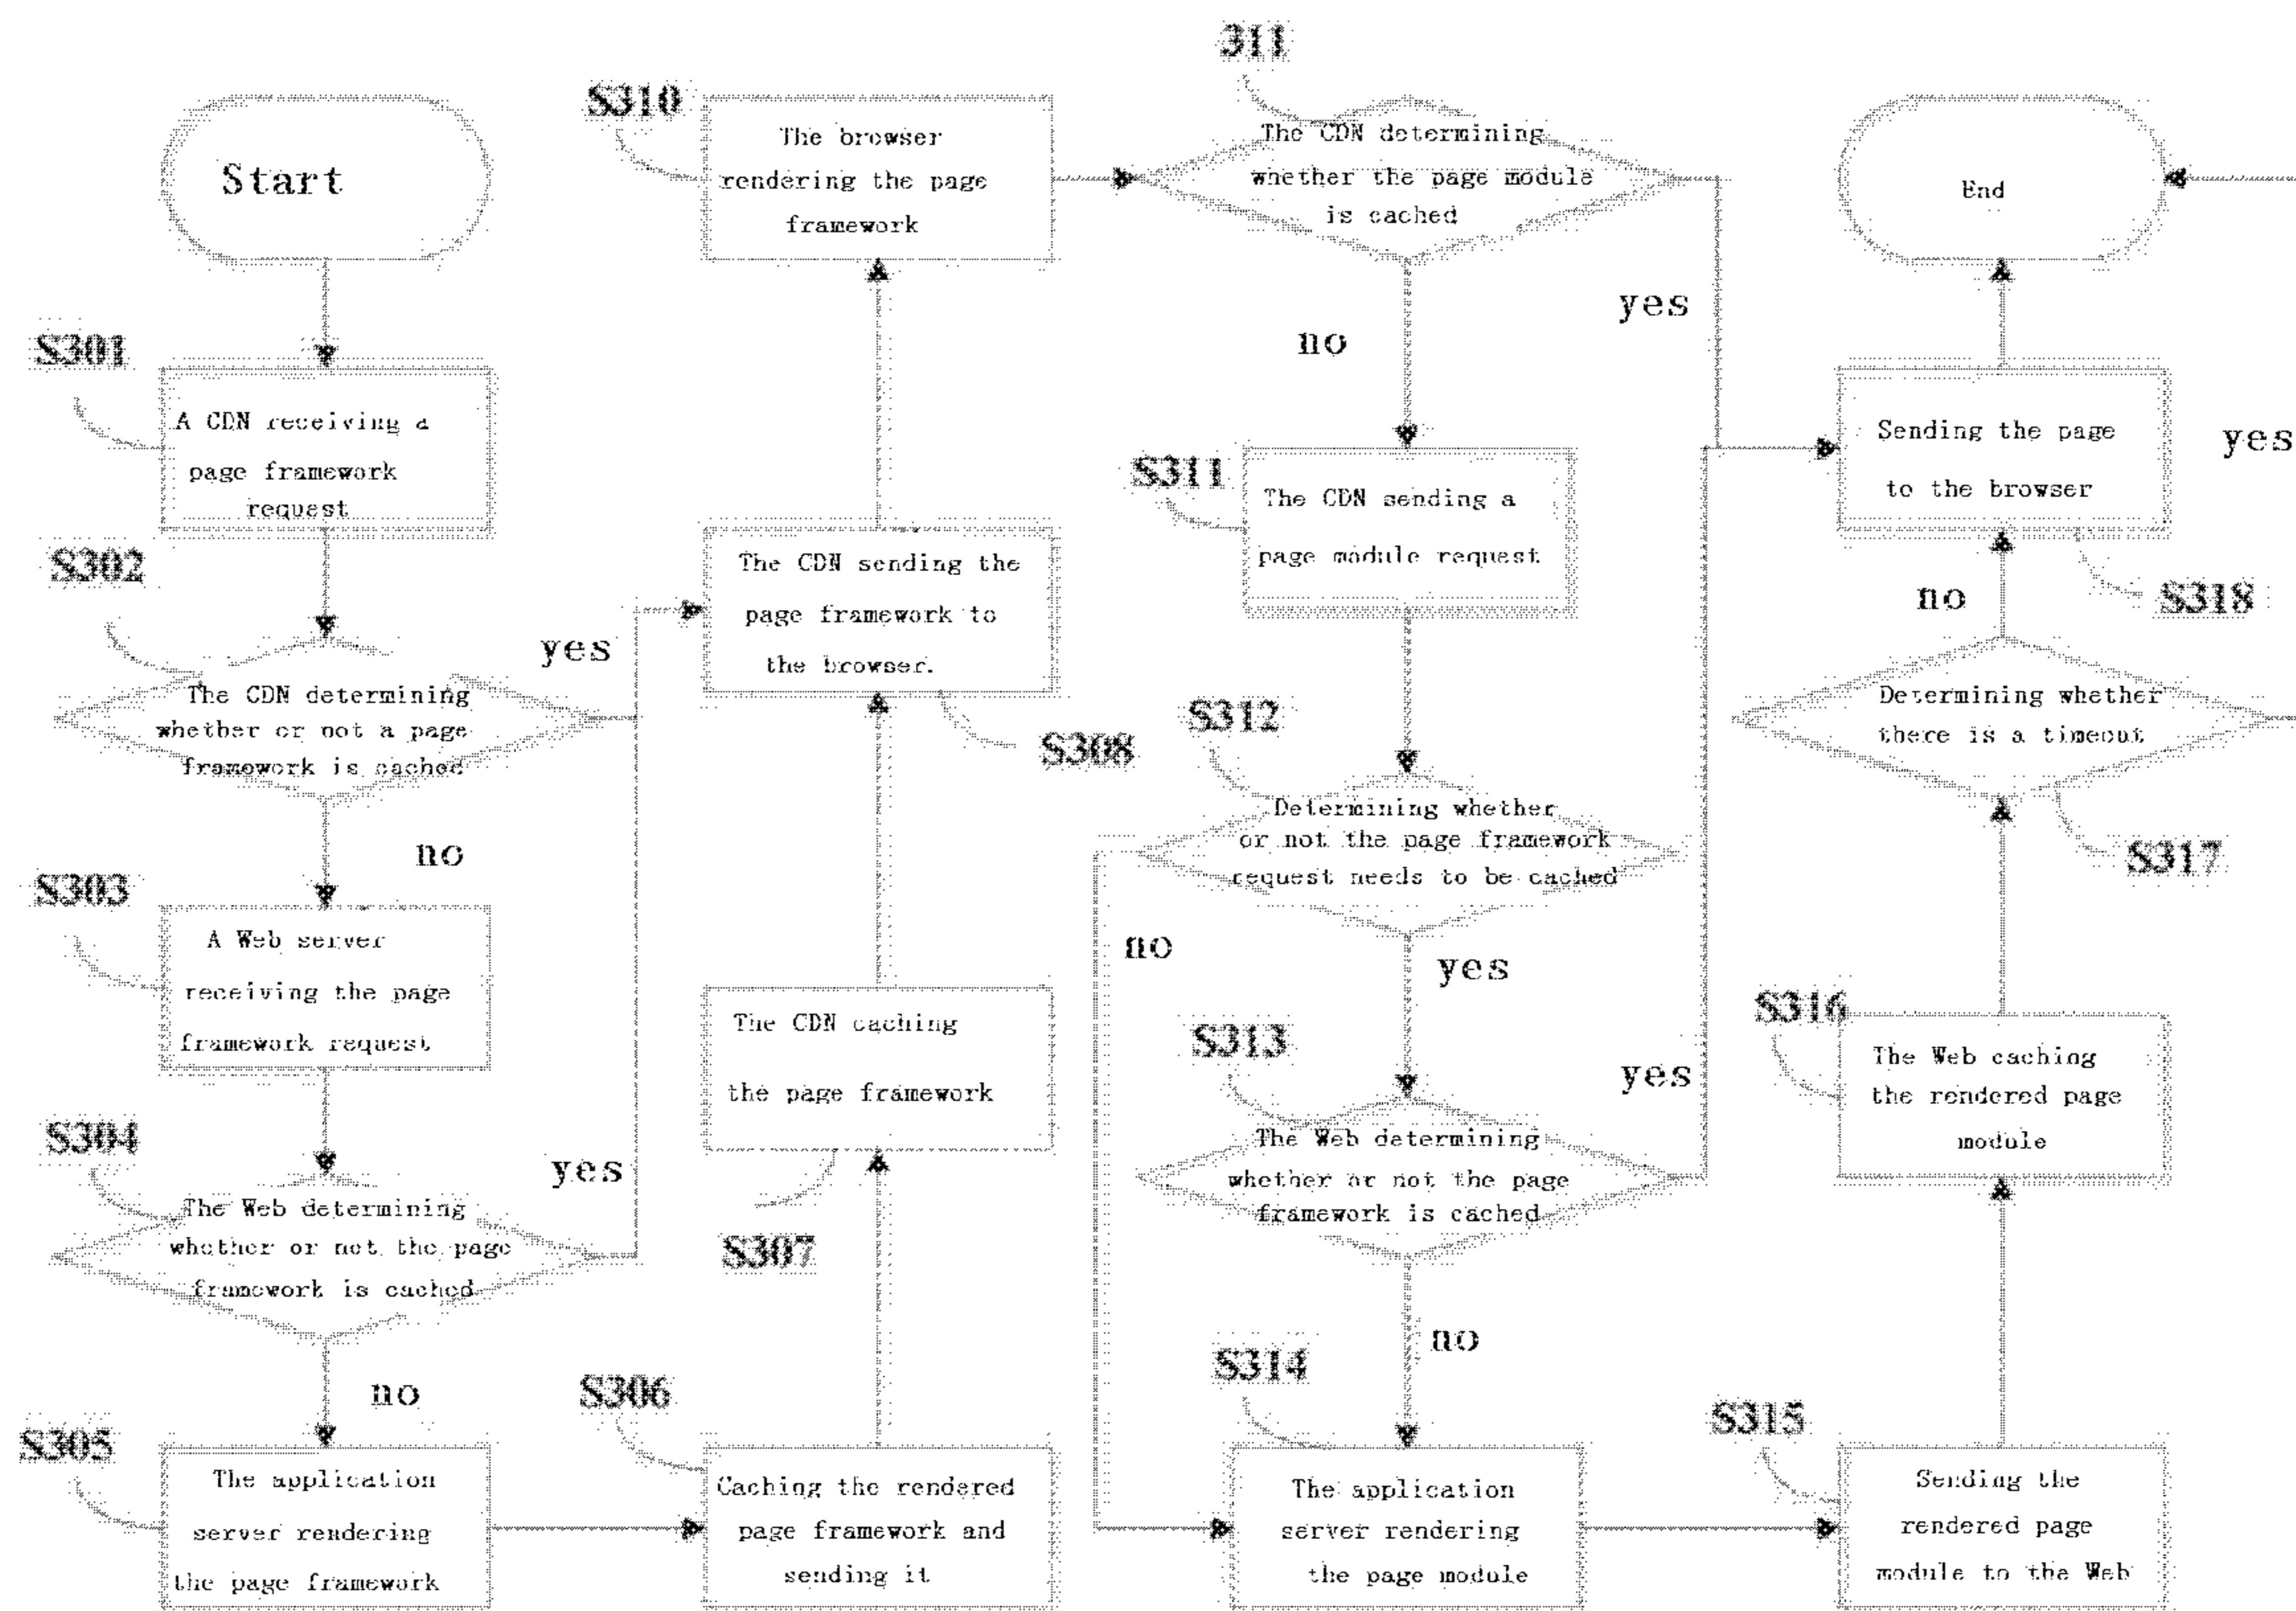 Start
S301
A CDN receiving a
page framework
request
S302
The CDN determining
whether or not a page
framework is cached
yes
no
S303
A Web server
receiving the page
framework request
S304
The Web determining
whether or not the page
framework is cached
yes
no
S305
The application
server rendering
the page framework
S306
Caching the rendered
page framework and
sending it
S307
The CDN caching
the page framework
S308
The CDN sending the
page framework to
the browser.
S310
The browser
rendering the page
framework
311
The CDN determining
whether the page module
is cached
yes
no
S311
The CDN sending a
page module request
S312
Determining whether
or not the page framework
request needs to be cached
no
yes
S313
The Web determining
whether or not the page
framework is cached
yes
no
S314
The application
server rendering
the page module
S315
Sending the
rendered page
module to the Web
S316
The Web caching
the rendered page
module
S317
Determining whether
there is a timeout
no
yes
S318
Sending the page
to the browser
End